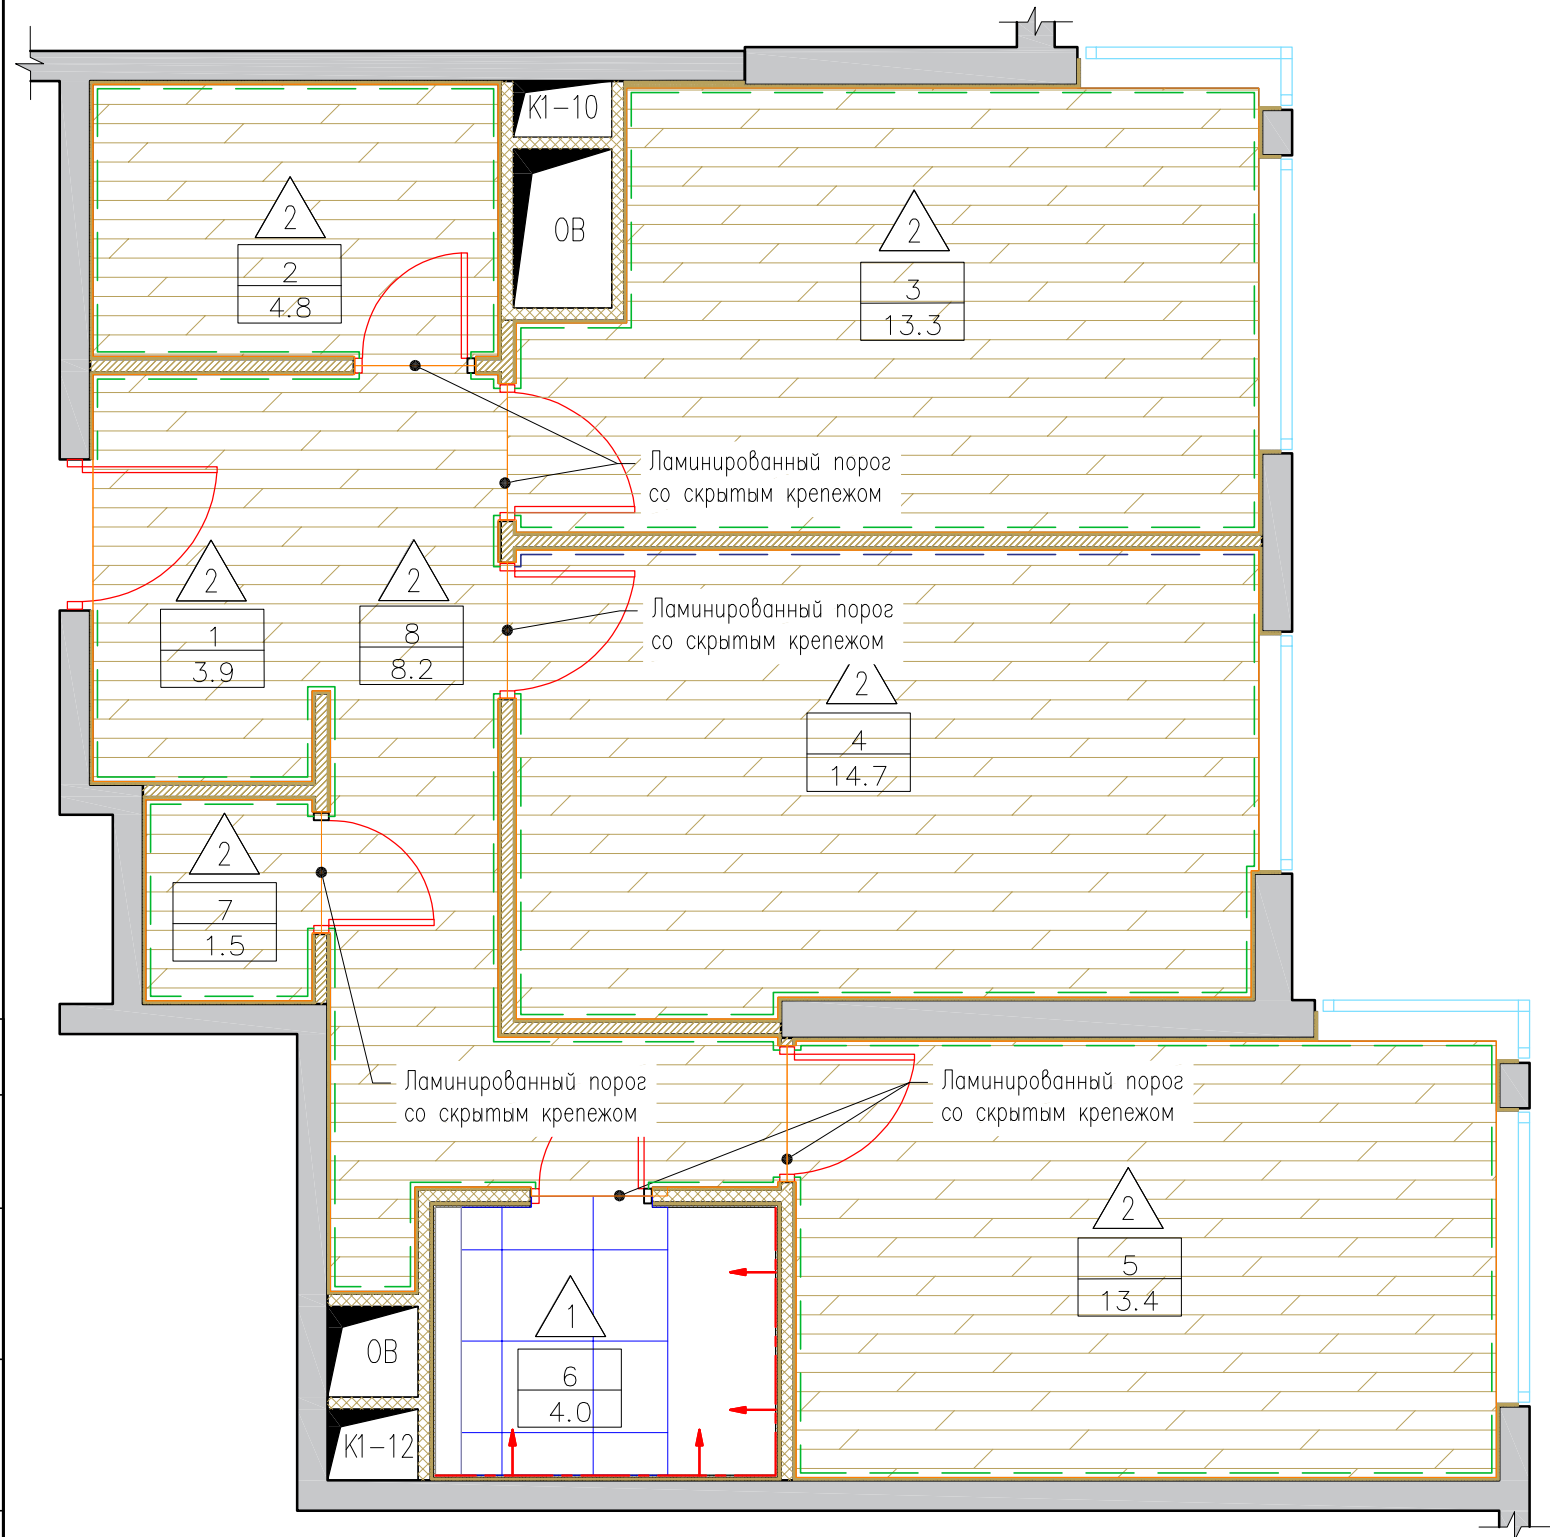 К1-10
ОВ
2
2
4.8
2
3
13.3
Ламинированный порог
со скрытым крепежом
2
1
3.9
2
8
8.2
Ламинированный порог
со скрытым крепежом
2
4
14.7
2
7
1.5
Ламинированный порог
со скрытым крепежом
Ламинированный порог
со скрытым крепежом
2
5
13.4
1
6
4.0
ОВ
К1-12